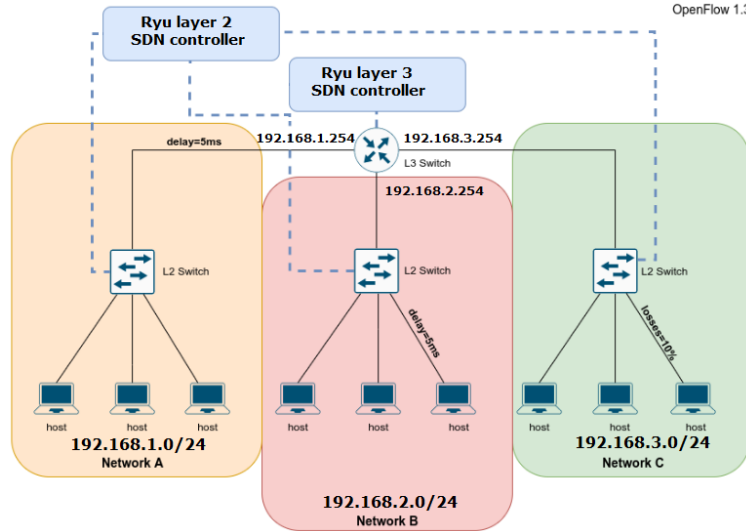 OpenFlow 1.3
Ryu layer 2
SDN controller
Ryu layer 3
SDN controller
delay=5ms
192.168.1.254
192.168.3.254
L3 Switch
192.168.2.254
L2 Switch
L2 Switch
L2 Switch
delay=5ms
losses=10%
host
host
host
host
host
host
host
host
host
192.168.1.0/24
Network A
192.168.3.0/24
Network C
192.168.2.0/24
Network B